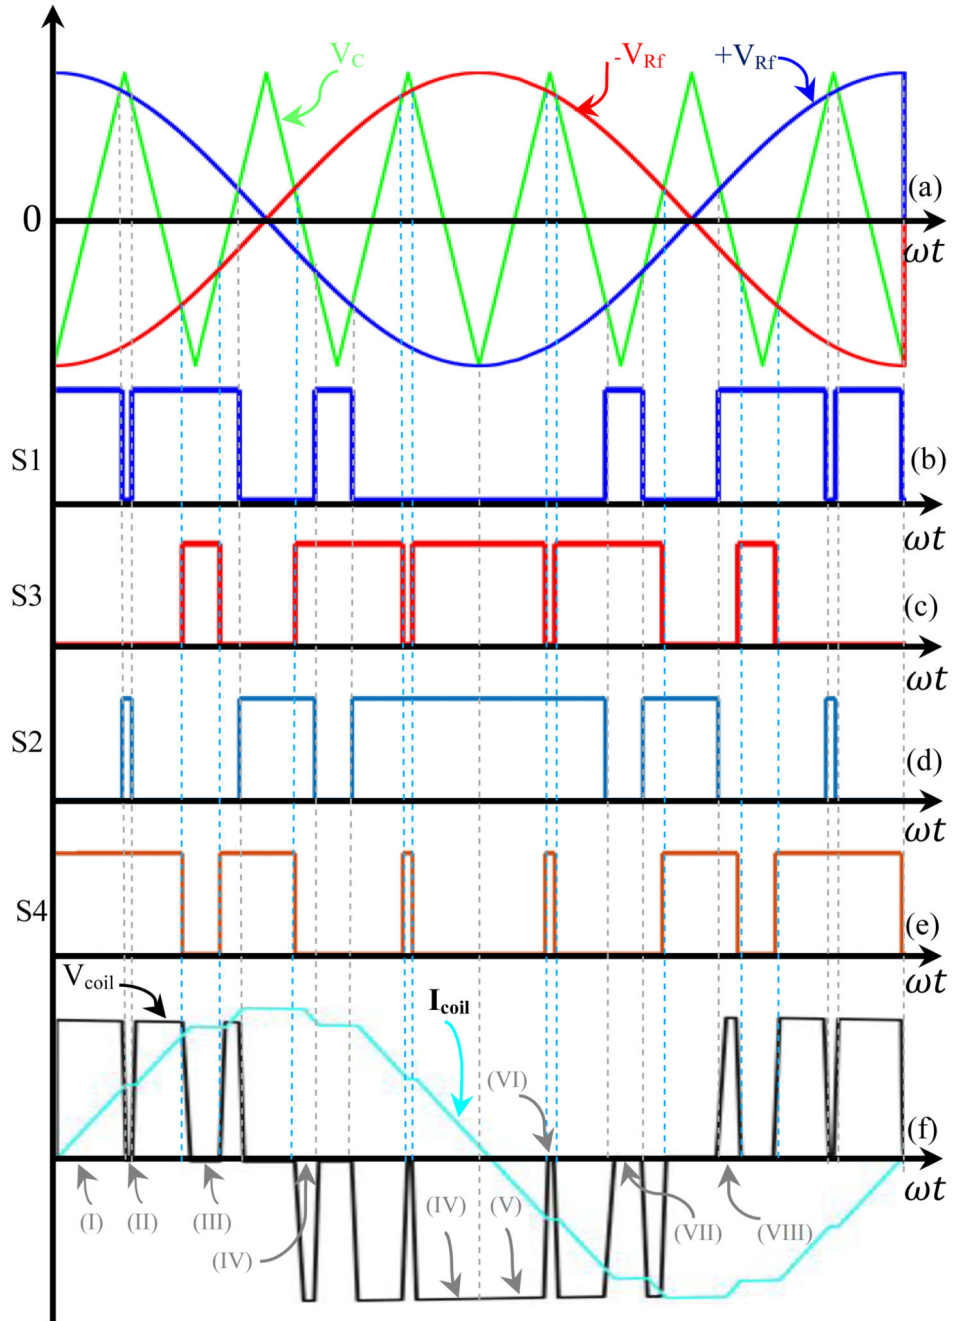 V_C
-V_Rf
+V_Rf
(a)
0
ωt
S1
(b)
ωt
S3
(c)
ωt
S2
(d)
ωt
S4
(e)
ωt
V_coil
I_coil
(VI)
(f)
ωt
(I)
(II)
(III)
(IV)
(IV)
(V)
(VII)
(VIII)